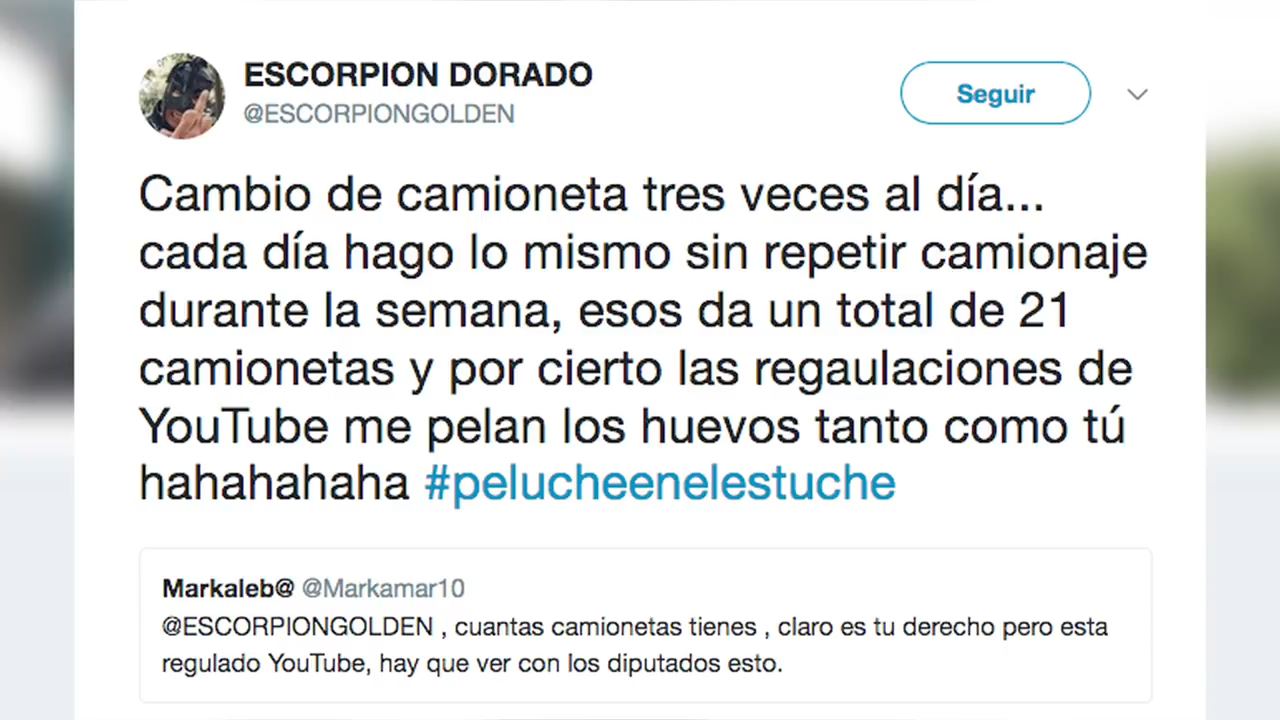 ESCORPION DORADO
@ESCORPIONGOLDEN
Seguir
Cambio de camioneta tres veces al día...
cada día hago lo mismo sin repetir camionaje
durante la semana, esos da un total de 21
camionetas y por cierto las regaulaciones de
YouTube me pelan los huevos tanto como tú
hahahahaha #pelucheenelestuche
Markaleb@ @Markamar10
@ESCORPIONGOLDEN , cuantas camionetas tienes , claro es tu derecho pero esta
regulado YouTube, hay que ver con los diputados esto.